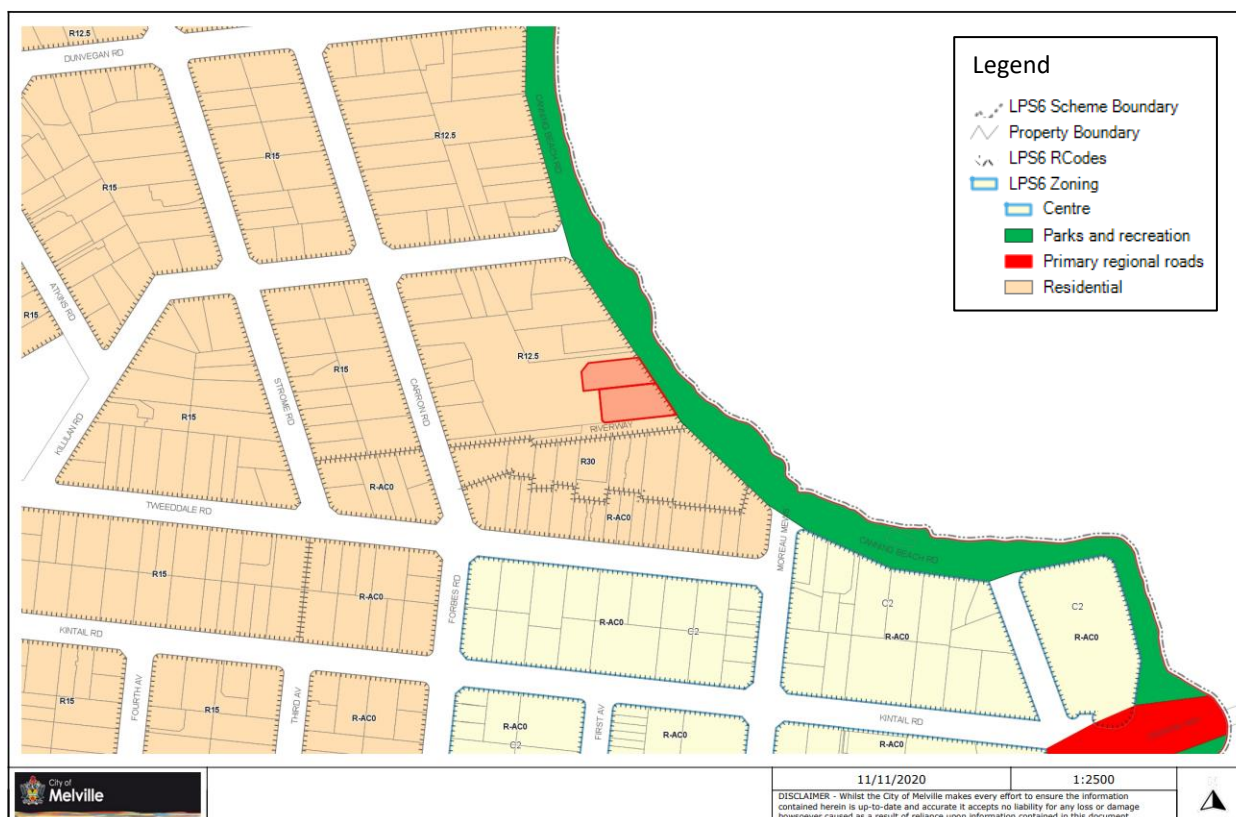 R12.5
DUNVEGAN RD
R15
R15
R12.5
CANNING BEACH RD
Legend
LPS6 Scheme Boundary
Property Boundary
LPS6 RCodes
LPS6 Zoning
Centre
Parks and recreation
Primary regional roads
Residential
ATKINS RD
R15
R12.5
R15
R15
STROME RD
CARRON RD
KILLILAN RD
RIVERWAY
R30
R-AC0
R-AC0
TWEEDDALE RD
MOREAU MEWS
CANNING BEACH RD
R15
R-AC0
FORBES RD
R-AC0
C2
C2
R-AC0
C2
R-AC0
KINTAIL RD
R15
FOURTH AV
R15
THIRD AV
R-AC0
R-AC0
C2
FIRST AV
R-AC0
KINTAIL RD
R-AC0
City of
Melville
11/11/2020
1:2500
DISCLAIMER - Whilst the City of Melville makes every effort to ensure the information
contained herein is up-to-date and accurate it accepts no liability for any loss or damage
howsoever caused as a result of reliance upon information contained in this document